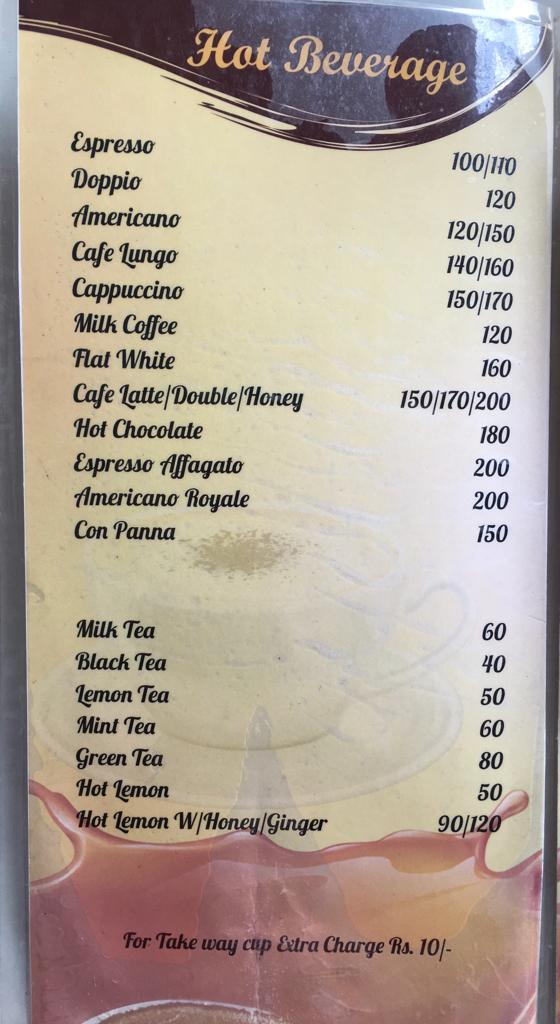 Hot Beverage
Espresso 100/110
Doppio 120
Americano 120/150
Cafe Lungo 140/160
Cappuccino 150/170
Milk Coffee 120
Flat White 160
Cafe Latte/Double/Honey 150/170/200
Hot Chocolate 180
Espresso Affagato 200
Americano Royale 200
Con Panna 150
Milk Tea 60
Black Tea 40
Lemon Tea 50
Mint Tea 60
Green Tea 80
Hot Lemon 50
Hot Lemon W/Honey/Ginger 90/120
For Take way cup Extra Charge Rs. 10/-